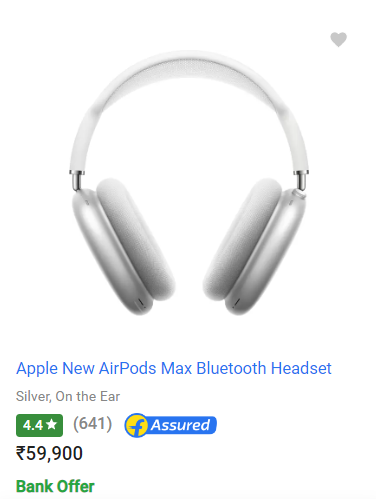 Apple New AirPods Max Bluetooth Headset
Silver, On the Ear
4.4★ (641) f Assured
₹59,900
Bank Offer